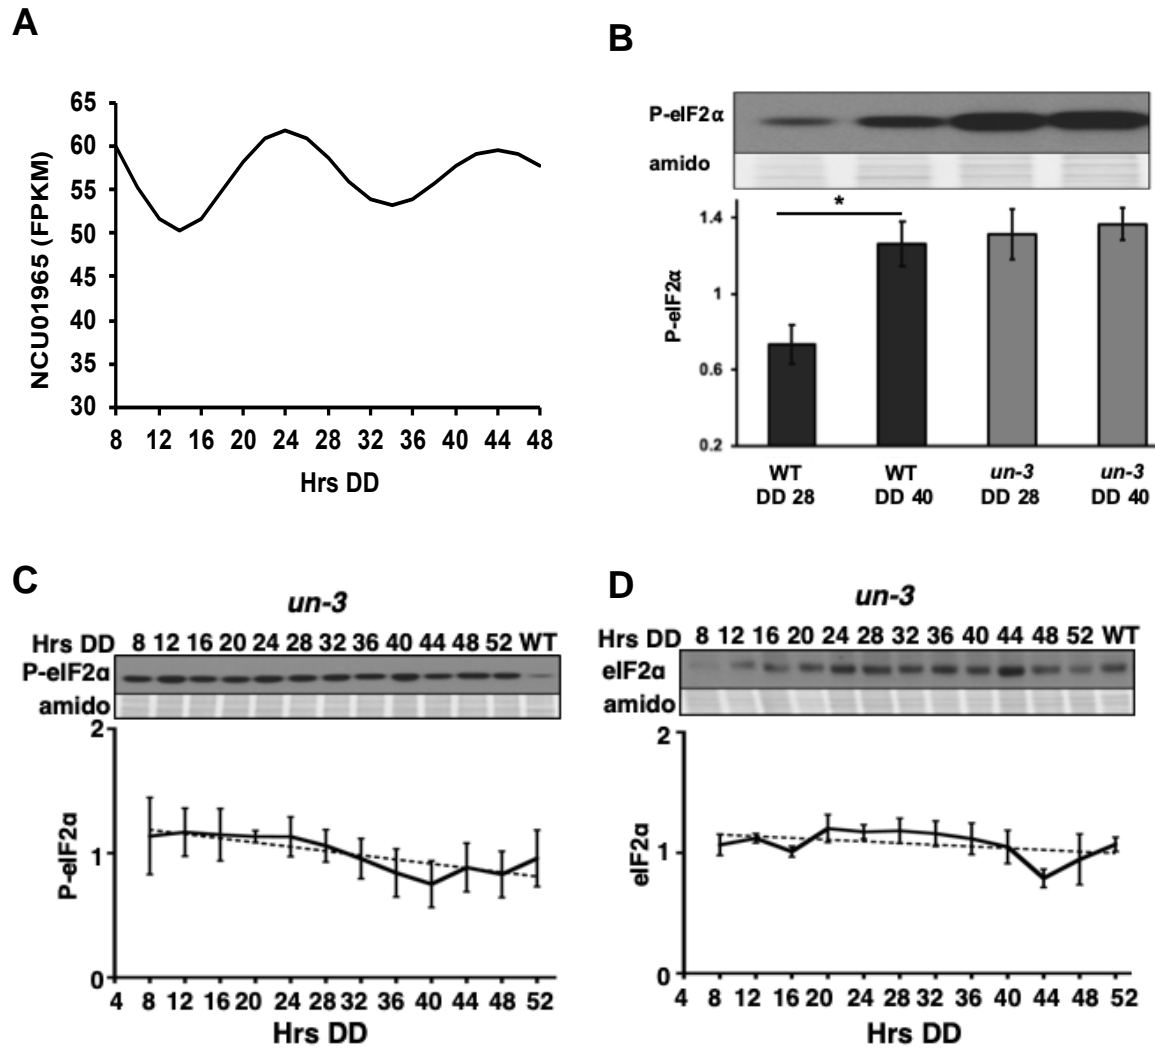 A
NCU01965 (FPKM)
65
60
55
50
45
40
35
30
8 12 16 20 24 28 32 36 40 44 48
Hrs DD
B
P-eIF2α
amido
P-eIF2α
1.4
1
0.6
0.2
*
WT DD 28
WT DD 40
un-3 DD 28
un-3 DD 40
C
un-3
Hrs DD 8 12 16 20 24 28 32 36 40 44 48 52 WT
P-eIF2α
amido
P-eIF2α
2
1
0
4 8 12 16 20 24 28 32 36 40 44 48 52
Hrs DD
D
un-3
Hrs DD 8 12 16 20 24 28 32 36 40 44 48 52 WT
eIF2α
amido
eIF2α
2
1
0
4 8 12 16 20 24 28 32 36 40 44 48 52
Hrs DD